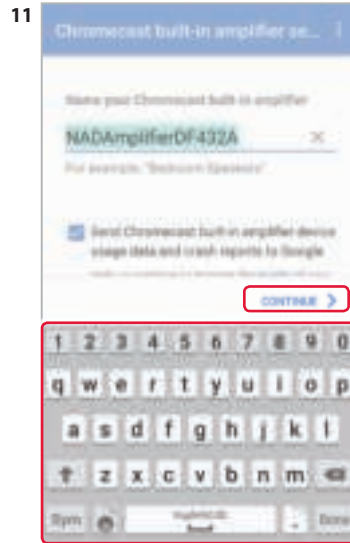 11
Chromecast built-in amplifier se...
Name your Chromecast built-in amplifier
NADAmplifierDF432A
For example, "Bedroom Speakers"
Send Chromecast built-in amplifier device
usage data and crash reports to Google
CONTINUE
1 2 3 4 5 6 7 8 9 0
q w e r t y u i o p
a s d f g h j k l
z x c v b n m
Sym . Done